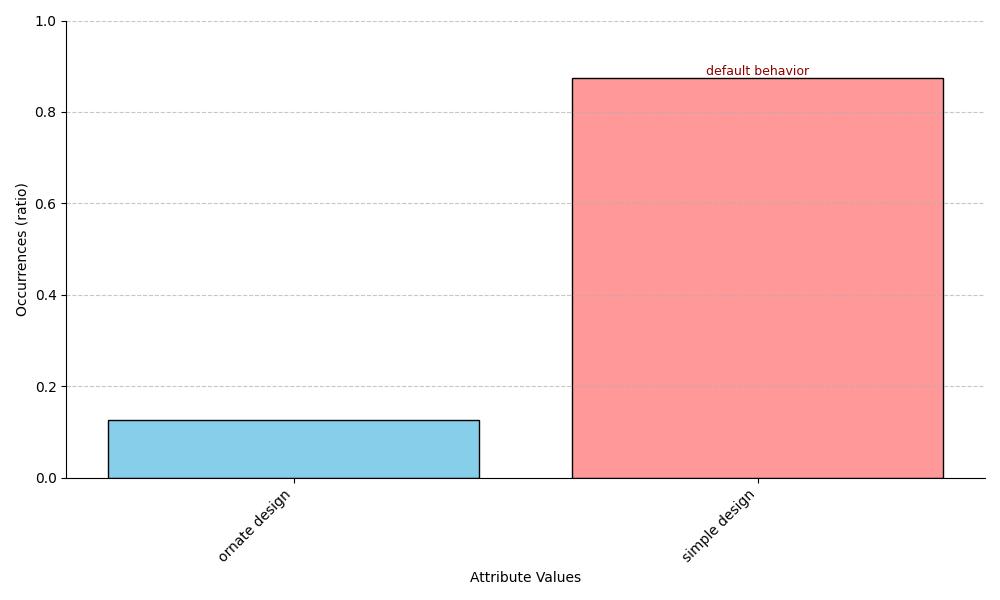 1.0
default behavior
0.8
0.6
0.4
0.2
0.0
Occurrences (ratio)
ornate design
simple design
Attribute Values